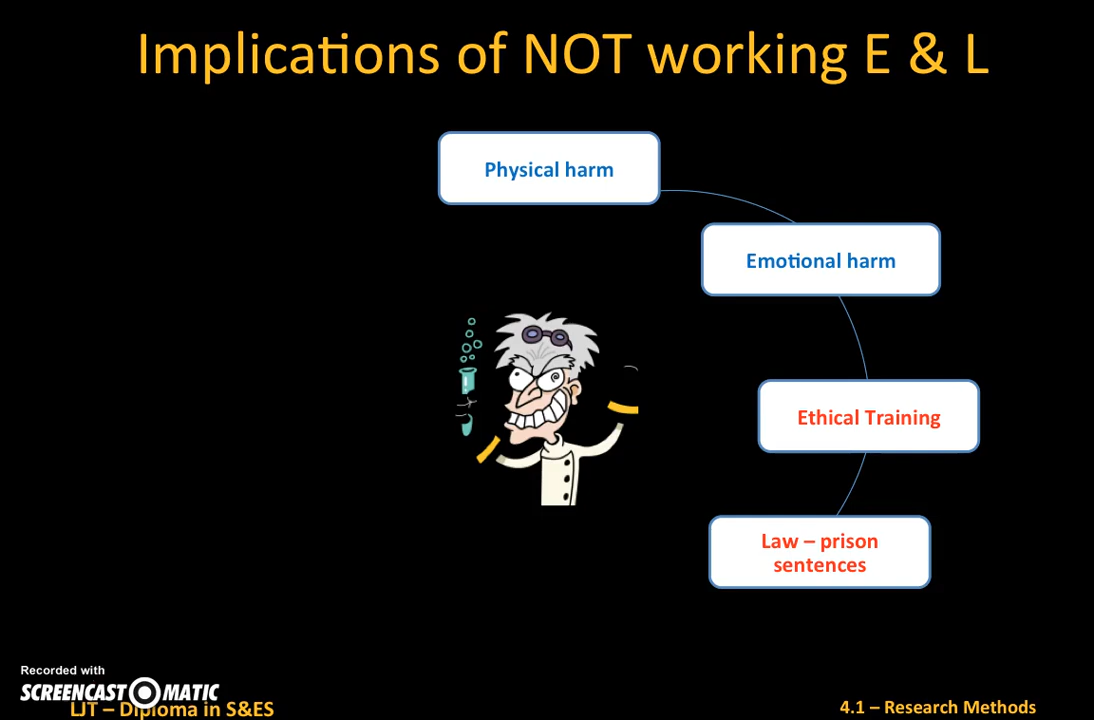 Implications of NOT working E & L
Physical harm
Emotional harm
Ethical Training
Law – prison
sentences
Recorded with
SCREENCAST MATIC
LJT – Diploma in S&ES
4.1 – Research Methods